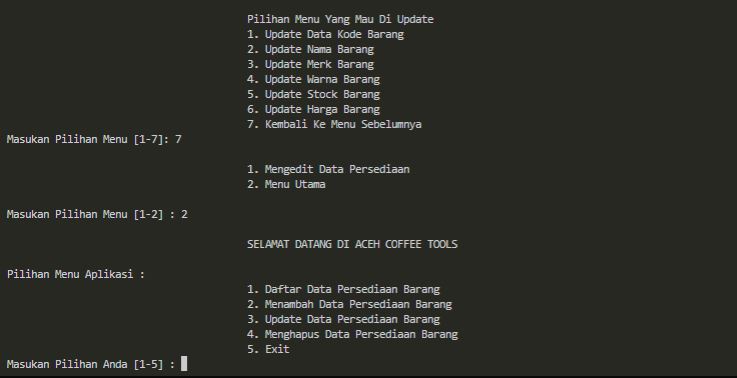 Pilihan Menu Yang Mau Di Update
1. Update Data Kode Barang
2. Update Nama Barang
3. Update Merk Barang
4. Update Warna Barang
5. Update Stock Barang
6. Update Harga Barang
7. Kembali Ke Menu Sebelumnya
Masukan Pilihan Menu [1-7]: 7
1. Mengedit Data Persediaan
2. Menu Utama
Masukan Pilihan Menu [1-2] : 2
SELAMAT DATANG DI ACEH COFFEE TOOLS
Pilihan Menu Aplikasi :
1. Daftar Data Persediaan Barang
2. Menambah Data Persediaan Barang
3. Update Data Persediaan Barang
4. Menghapus Data Persediaan Barang
5. Exit
Masukan Pilihan Anda [1-5] :